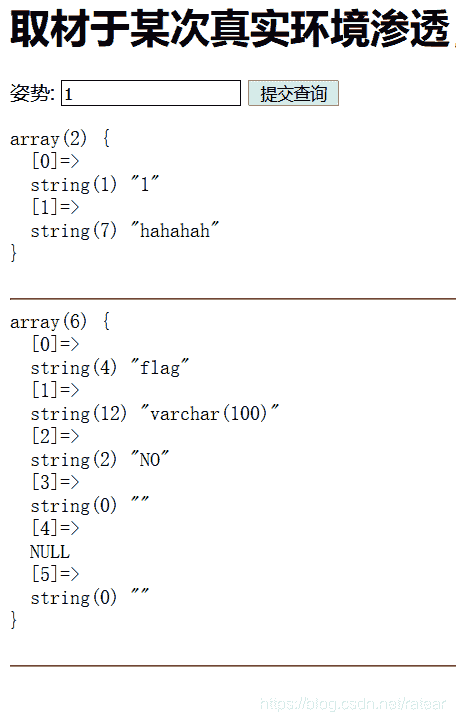 取材于某次真实环境渗透，
姿势: 1 提交查询
array(2) {
  [0]=>
  string(1) "1"
  [1]=>
  string(7) "hahahah"
}
array(6) {
  [0]=>
  string(4) "flag"
  [1]=>
  string(12) "varchar(100)"
  [2]=>
  string(2) "NO"
  [3]=>
  string(0) ""
  [4]=>
  NULL
  [5]=>
  string(0) ""
}
https://blog.csdn.net/ratear